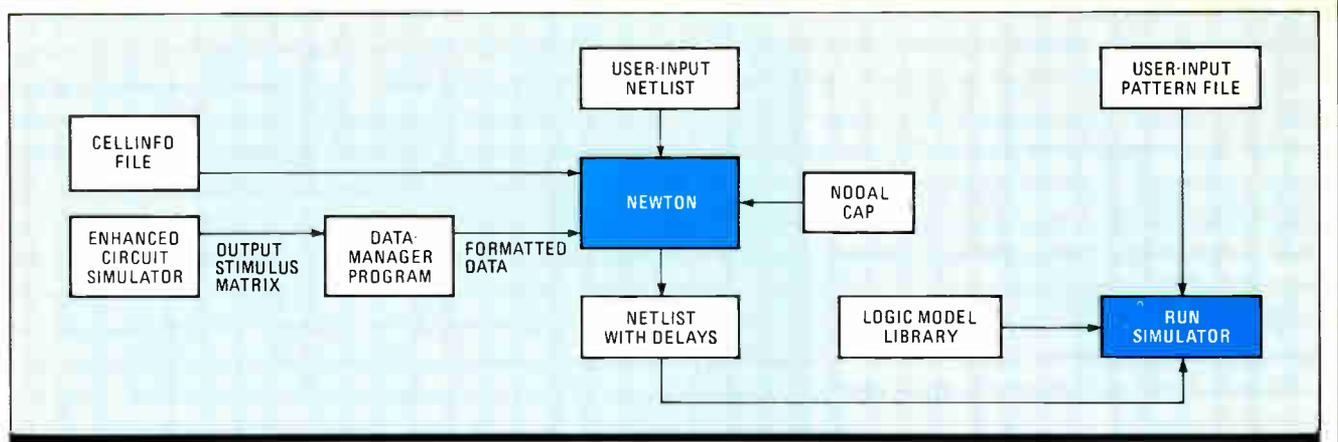 USER-INPUT
NETLIST
USER-INPUT
PATTERN FILE
CELLINFO
FILE
NEWTON
NODAL
CAP
ENHANCED
CIRCUIT
SIMULATOR
OUTPUT
STIMULUS
MATRIX
DATA-
MANAGER
PROGRAM
FORMATTED
DATA
NETLIST
WITH DELAYS
LOGIC MODEL
LIBRARY
RUN
SIMULATOR